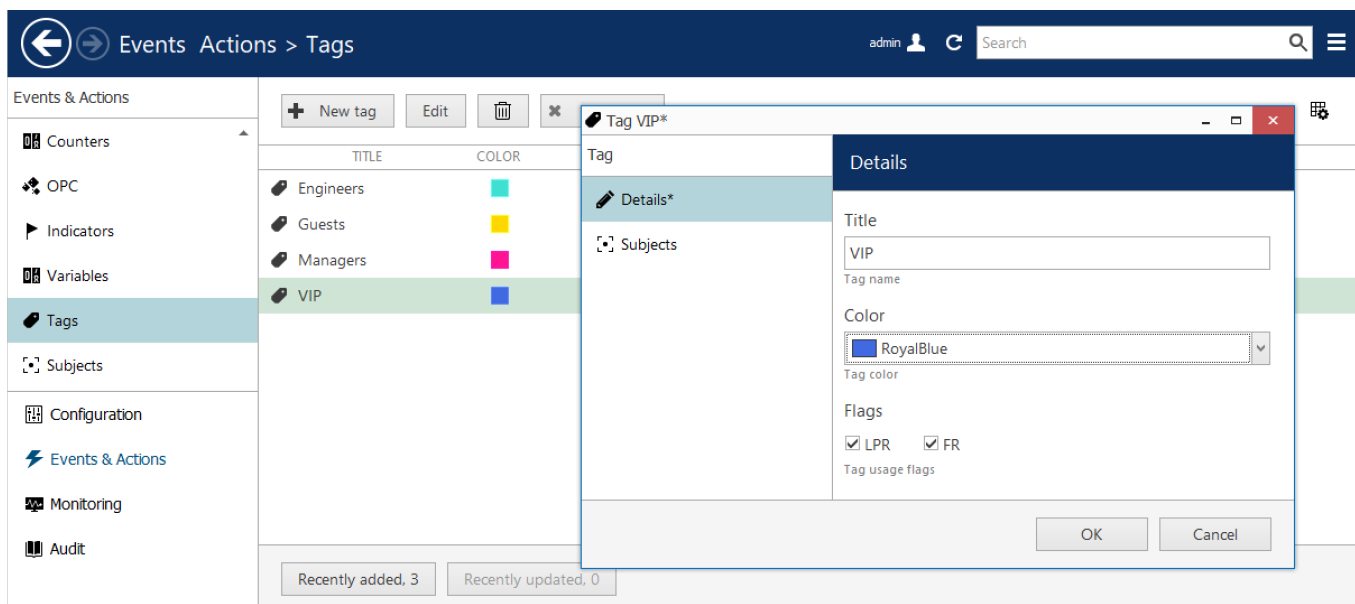 Events Actions > Tags
admin
Search
Events & Actions
Counters
OPC
Indicators
Variables
Tags
Subjects
Configuration
Events & Actions
Monitoring
Audit
New tag
Edit
TITLE COLOR
Engineers
Guests
Managers
VIP
Recently added, 3
Recently updated, 0
Tag VIP*
Tag
Details*
Subjects
Details
Title
VIP
Tag name
Color
RoyalBlue
Tag color
Flags
LPR FR
Tag usage flags
OK Cancel